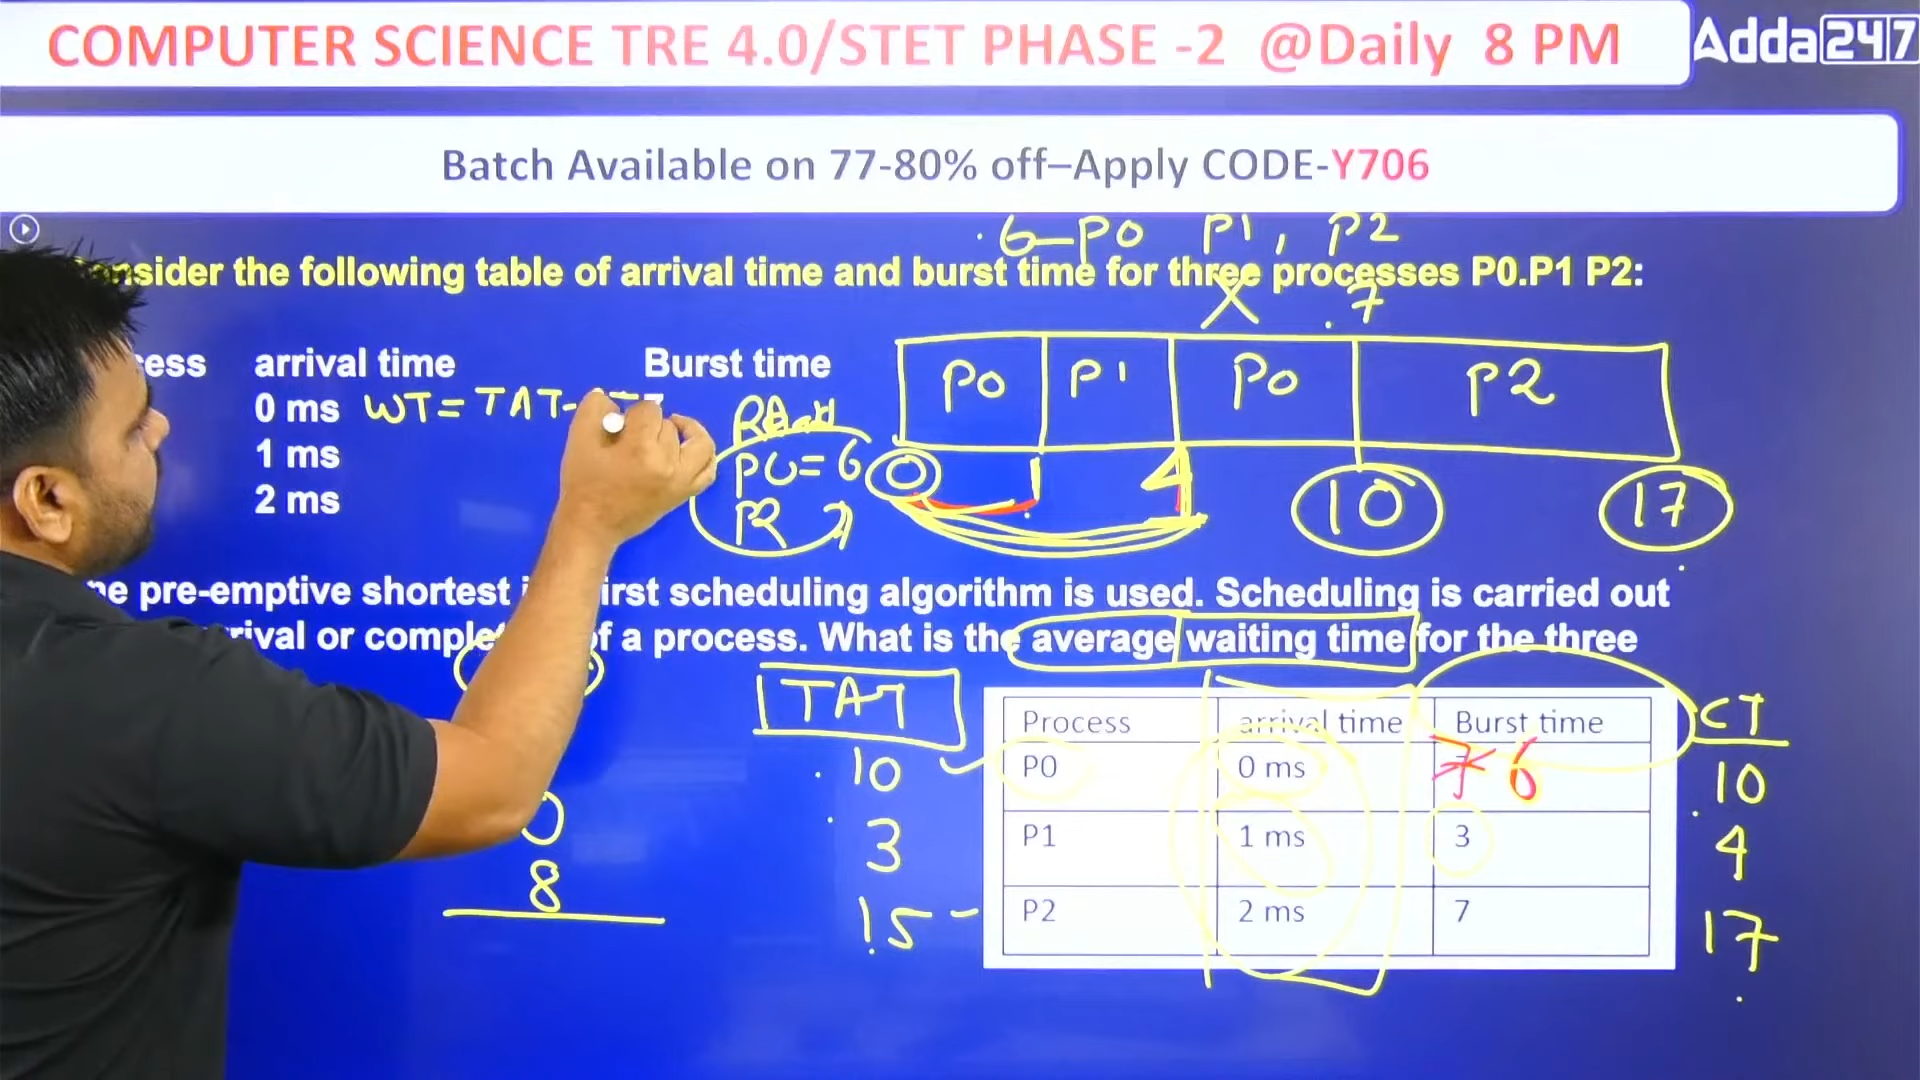 COMPUTER SCIENCE TRE 4.0/STET PHASE -2 @Daily 8 PM
Adda247
Batch Available on 77-80% off–Apply CODE-Y706
6-P0 P1, P2
nsider the following table of arrival time and burst time for three processes P0.P1 P2:
X .7
cess arrival time Burst time
P0 P1 P0 P2
0 ms WT = TAT-
1 ms P0=6 0 1 4 10 17
2 ms P2 7
pre-emptive shortest first scheduling algorithm is used. Scheduling is carried out
rival or comple f a process. What is the average waiting time for the three
TAT Process arrival time Burst time CT
10 P0 0 ms 7 6 10
0 3 P1 1 ms 3 4
8 15 - P2 2 ms 7 17